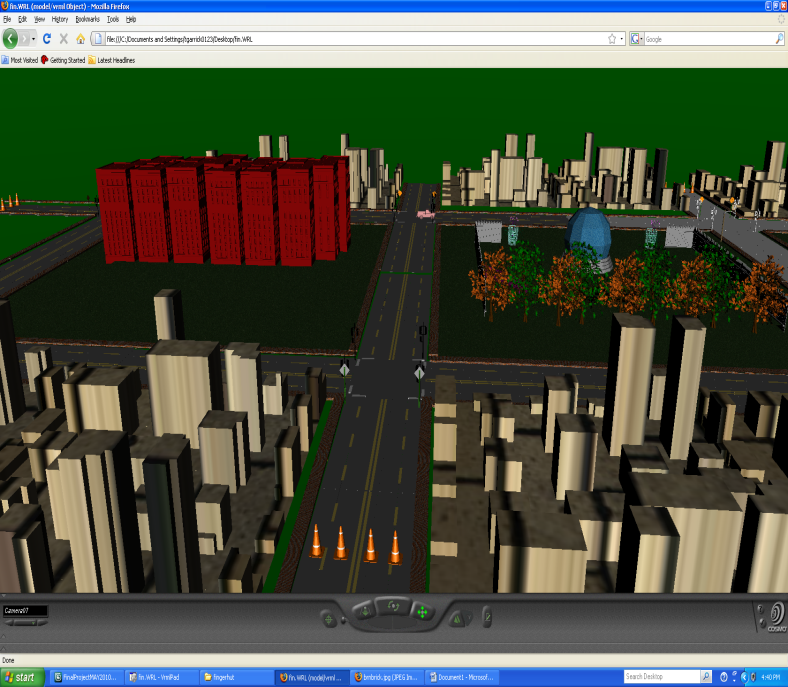 fin.WRL (model/vrml Object) - Mozilla Firefox
File Edit View History Bookmarks Tools Help
file:///C:/Documents and Settings/tgarrick0123/Desktop/fin.WRL
Google
Most Visited Getting Started Latest Headlines
Camera07
COSMO
Done
start
FinalProjectMAY2010...
fin.WRL - VrmlPad
fingerhut
fin.WRL (model/vrml ...
bmbrick.jpg (JPEG Im...
Document1 - Microsof...
Search Desktop
4:40 PM